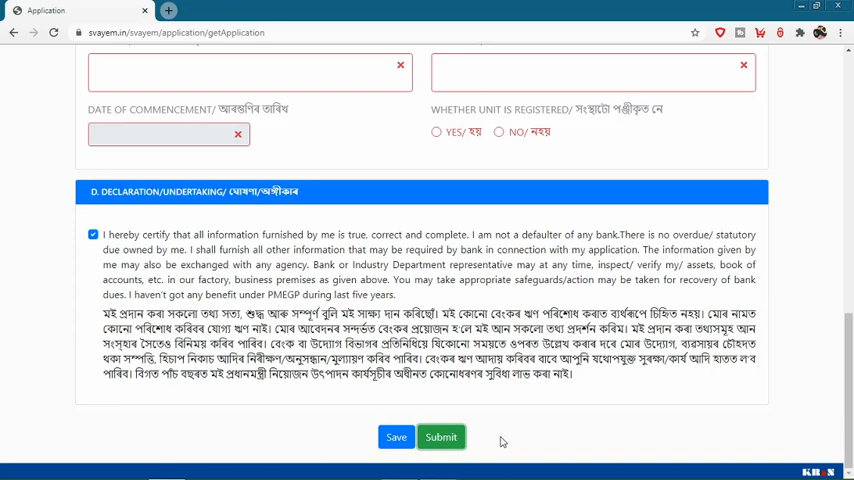 Application
svayem.in/svayem/application/getApplication
DATE OF COMMENCEMENT/ আৰম্ভণিৰ তাৰিখ
WHETHER UNIT IS REGISTERED/ সংস্থাটো পঞ্জীকৃত নে
YES/ হয়
NO/ নহয়
D. DECLARATION/UNDERTAKING/ ঘোষণা/অঙ্গীকাৰ
I hereby certify that all information furnished by me is true, correct and complete. I am not a defaulter of any bank.There is no overdue/ statutory
due owned by me. I shall furnish all other information that may be required by bank in connection with my application. The information given by
me may also be exchanged with any agency. Bank or Industry Department representative may at any time, inspect/ verify my/ assets, book of
accounts, etc. in our factory, business premises as given above. You may take appropriate safeguards/action may be taken for recovery of bank
dues. I haven't got any benefit under PMEGP during last five years.
মই প্ৰদান কৰা সকলো তথ্য সত্য, শুদ্ধ আৰু সম্পূৰ্ণ বুলি মই সাক্ষ্য দান কৰিছোঁ। মই কোনো বেংকৰ ঋণ পৰিশোধ কৰাত ব্যৰ্থৰূপে চিহ্নিত নহয়। মোৰ নামত
কোনো পৰিশোধ কৰিবৰ যোগ্য ঋণ নাই। মোৰ আবেদনৰ সন্দৰ্ভত বেংকৰ প্ৰয়োজন হ'লে মই আন সকলো তথ্য প্ৰদৰ্শন কৰিম। মই প্ৰদান কৰা তথ্যসমূহ আন
সংস্হাৰ সৈতেও বিনিময় কৰিব পাৰিব। বেংক বা উদ্যোগ বিভাগৰ প্ৰতিনিধিয়ে যিকোনো সময়তে ওপৰত উল্লেখ কৰাৰ দৰে মোৰ উদ্যোগ, ব্যৱসায়ৰ চৌহদত
থকা সম্পত্তি, হিচাপ নিকাচ আদিৰ নিৰীক্ষণ/অনুসন্ধান/মূল্যায়ণ কৰিব পাৰিব। বেংকৰ ঋণ আদায় কৰিবৰ বাবে আপুনি যথোপযুক্ত সুৰক্ষা/কাৰ্য আদি হাতত ল'ব
পাৰিব। বিগত পাঁচ বছৰত মই প্ৰধানমন্ত্ৰী নিয়োজন উৎপাদন কাৰ্যসূচীৰ অধীনত কোনোধৰণৰ সুবিধা লাভ কৰা নাই।
Save
Submit